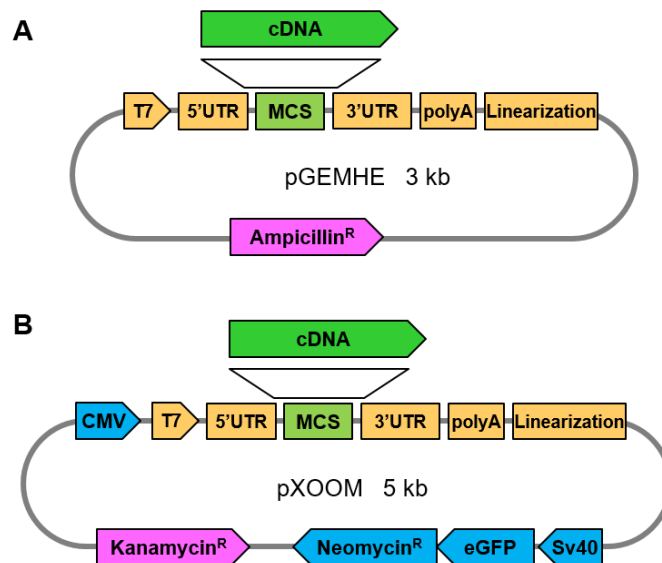 A
cDNA
T7 5'UTR MCS 3'UTR polyA Linearization
pGEMHE 3 kb
Ampicillinᴿ
B
cDNA
CMV T7 5'UTR MCS 3'UTR polyA Linearization
pXOOM 5 kb
Kanamycinᴿ Neomycinᴿ eGFP Sv40